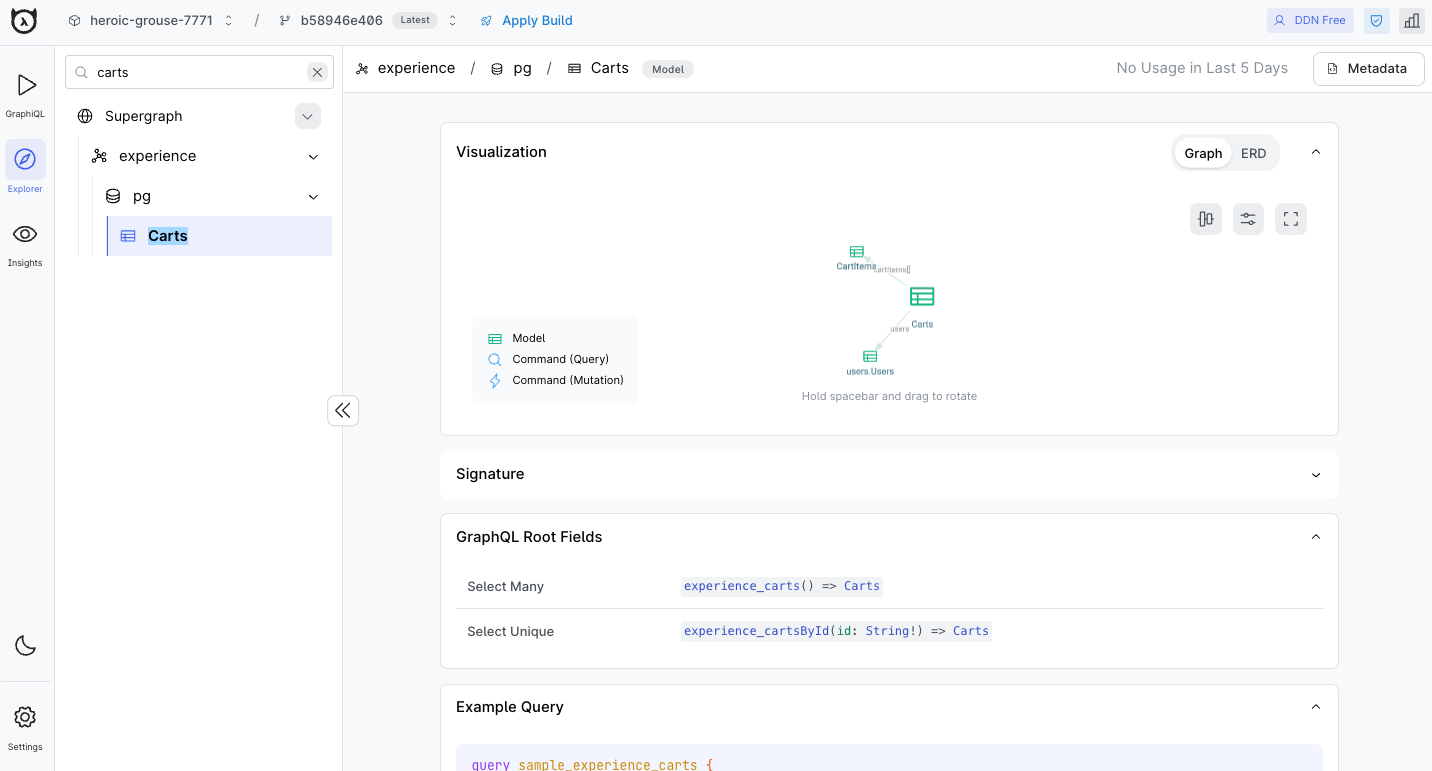 heroic-grouse-7771 / b58946e406 Latest Apply Build DDN Free
carts
GraphiQL
Explorer
Insights
Settings
Supergraph
experience
pg
Carts
experience / pg / Carts Model No Usage in Last 5 Days Metadata
Visualization Graph ERD
CartItems
cartItems[]
Carts
users
users.Users
Model
Command (Query)
Command (Mutation)
Hold spacebar and drag to rotate
Signature
GraphQL Root Fields
Select Many experience_carts() => Carts
Select Unique experience_cartsById(id: String!) => Carts
Example Query
query sample_experience_carts {